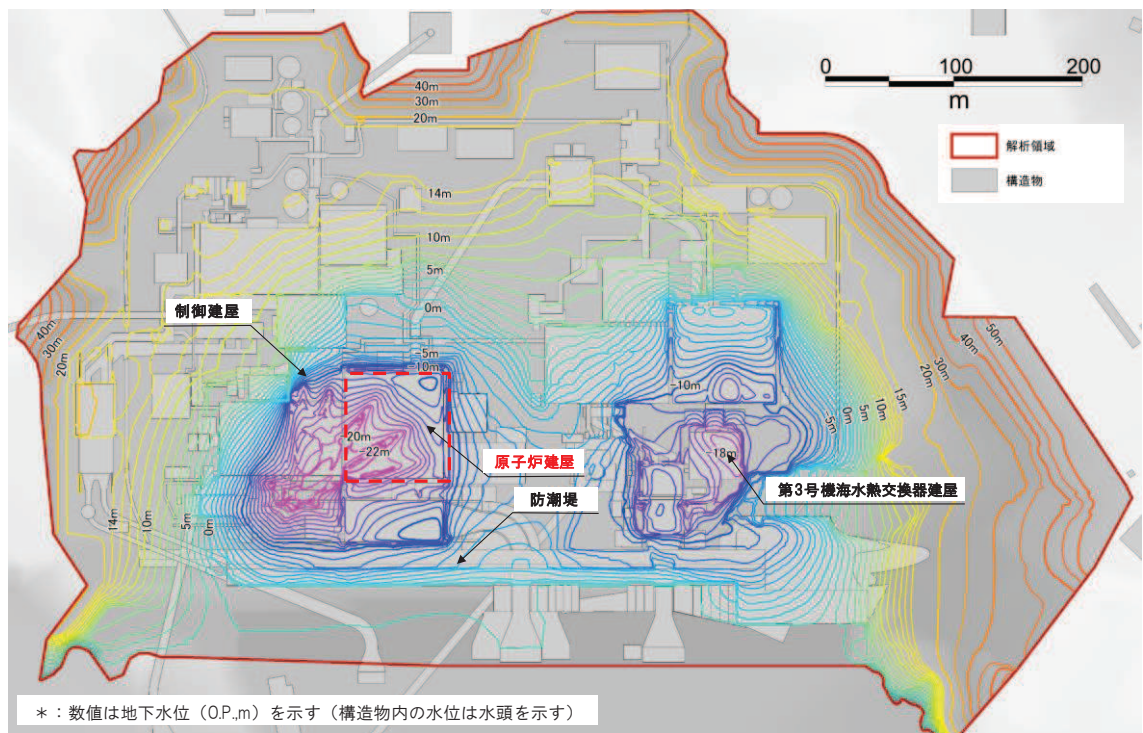 0 100 200
m
解析領域
構造物
40m
30m
20m
14m
10m
5m
0m
-5m
-10m
制御建屋
40m
30m
20m
20m
-22m
原子炉建屋
防潮堤
14m
10m
5m
0m
-10m
-18m
第3号機海水熱交換器建屋
-5m
0m
5m
10m
15m
20m
30m
40m
50m
＊：数値は地下水位（O.P.,m）を示す（構造物内の水位は水頭を示す）